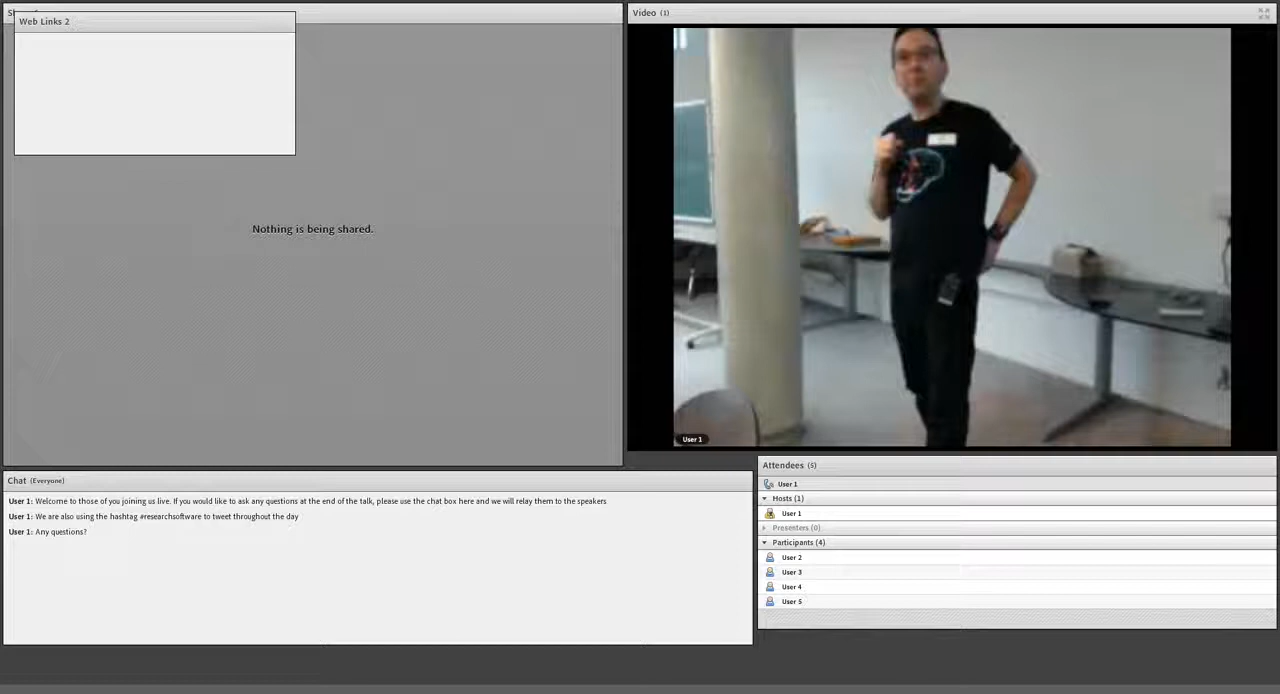 Web Links 2
Nothing is being shared.
Video (1)
User 1
Chat (Everyone)
User 1: Welcome to those of you joining us live. If you would like to ask any questions at the end of the talk, please use the chat box here and we will relay them to the speakers
User 1: We are also using the hashtag #researchsoftware to tweet throughout the day
User 1: Any questions?
Attendees (5)
User 1
Hosts (1)
User 1
Presenters (0)
Participants (4)
User 2
User 3
User 4
User 5